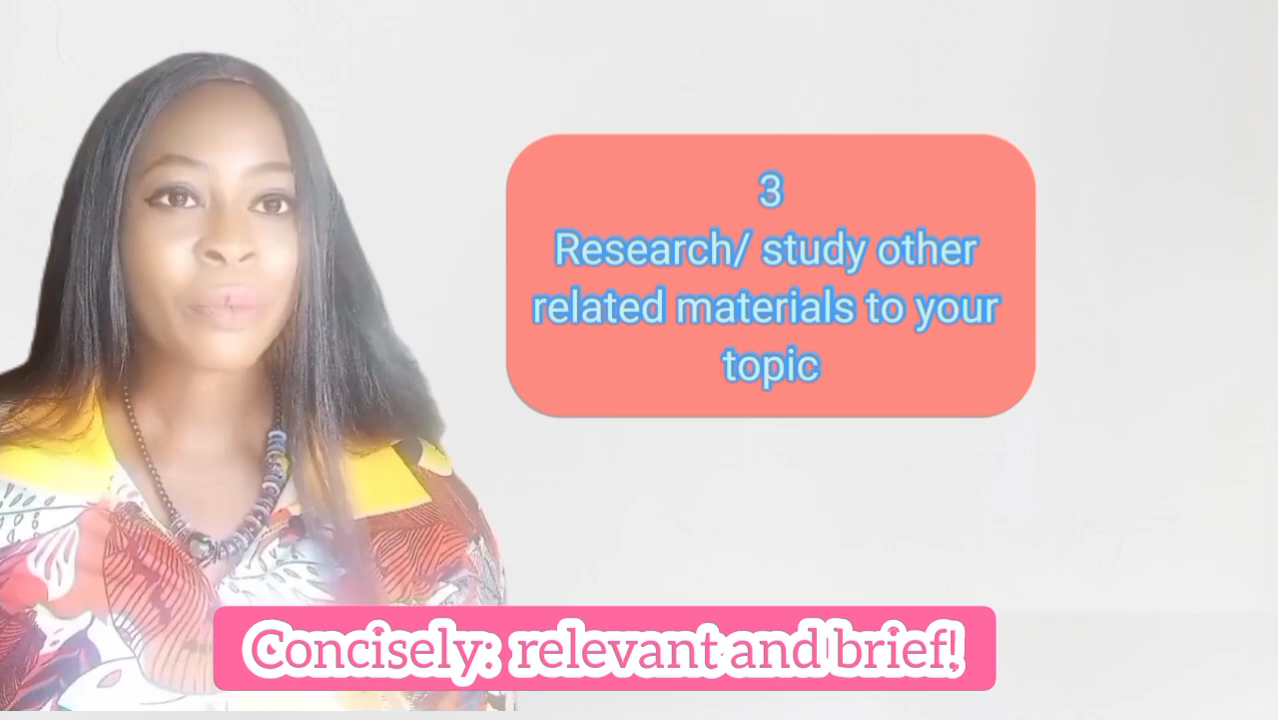 3
Research/ study other
related materials to your
topic
Concisely: relevant and brief!